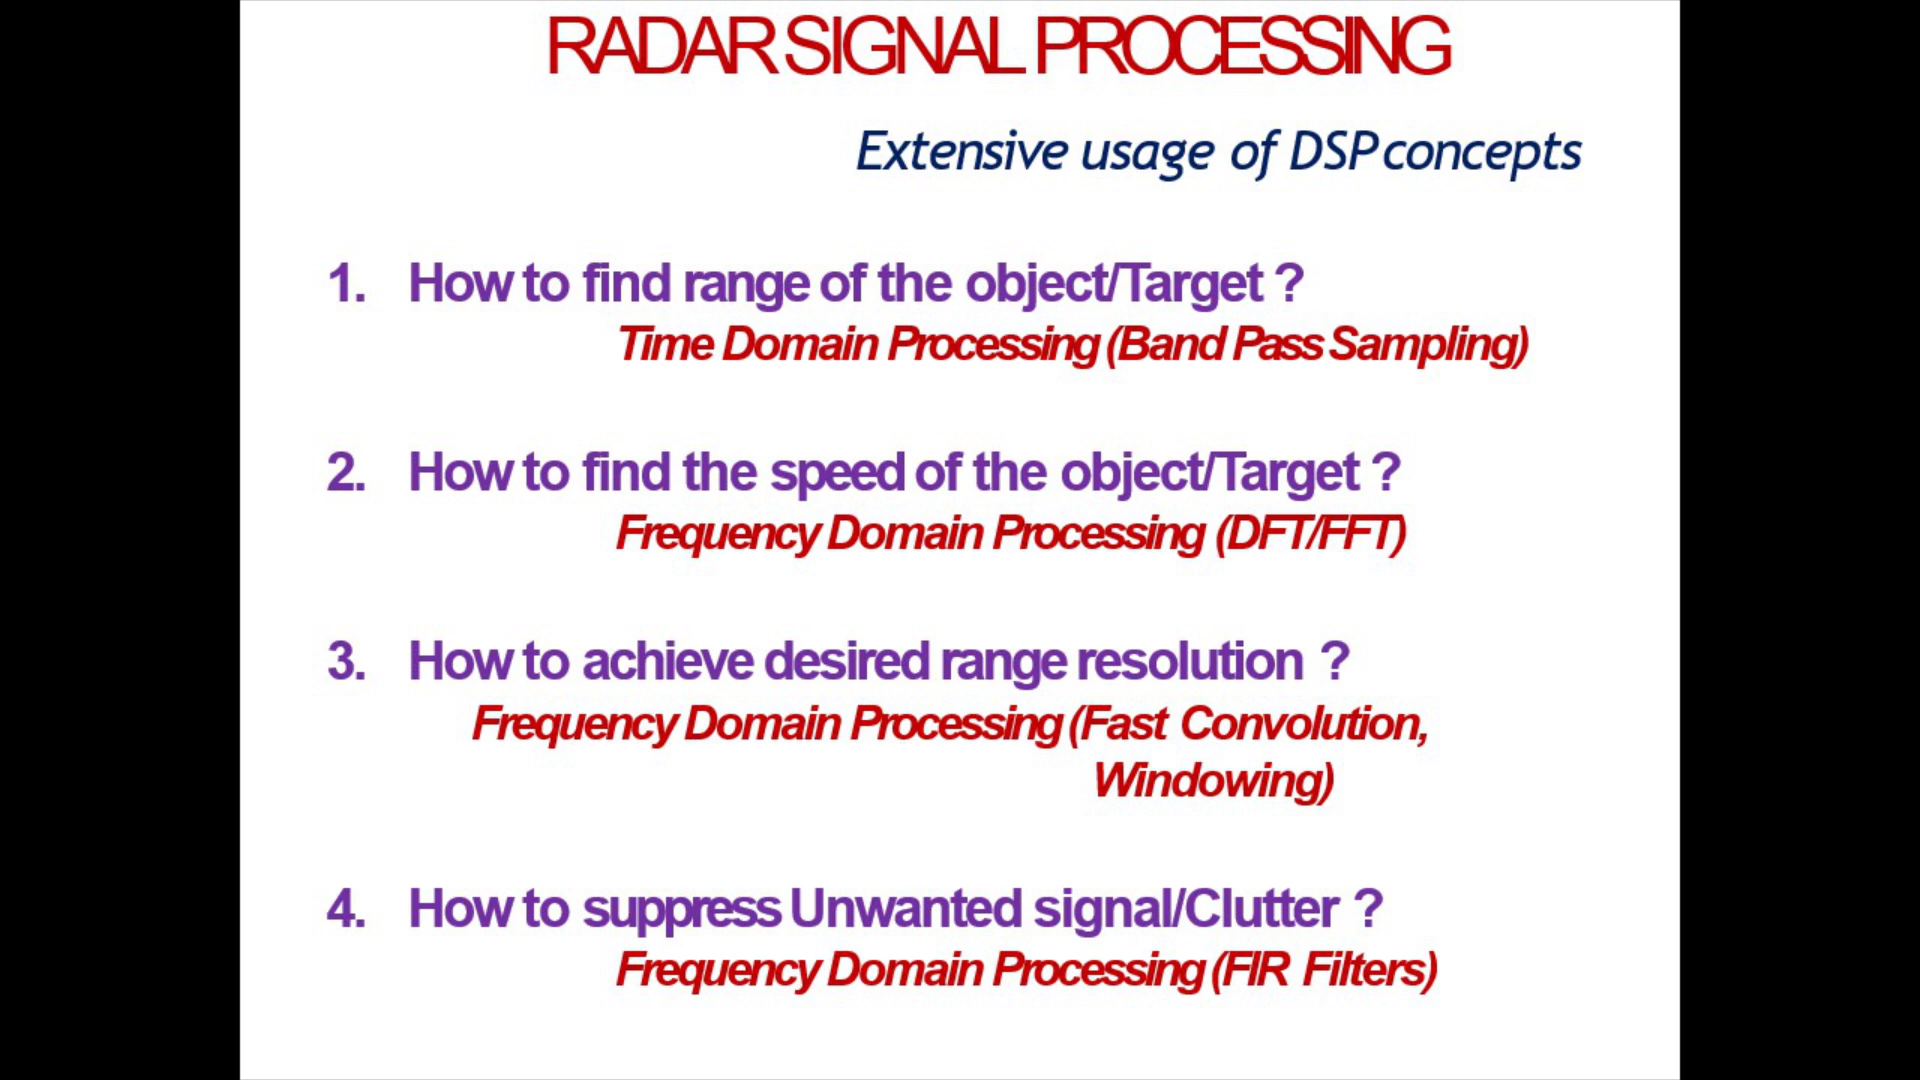 RADAR SIGNAL PROCESSING
Extensive usage of DSP concepts
1. How to find range of the object/Target ?
Time Domain Processing (Band Pass Sampling)
2. How to find the speed of the object/Target ?
Frequency Domain Processing (DFT/FFT)
3. How to achieve desired range resolution ?
Frequency Domain Processing (Fast Convolution,
Windowing)
4. How to suppress Unwanted signal/Clutter ?
Frequency Domain Processing (FIR Filters)